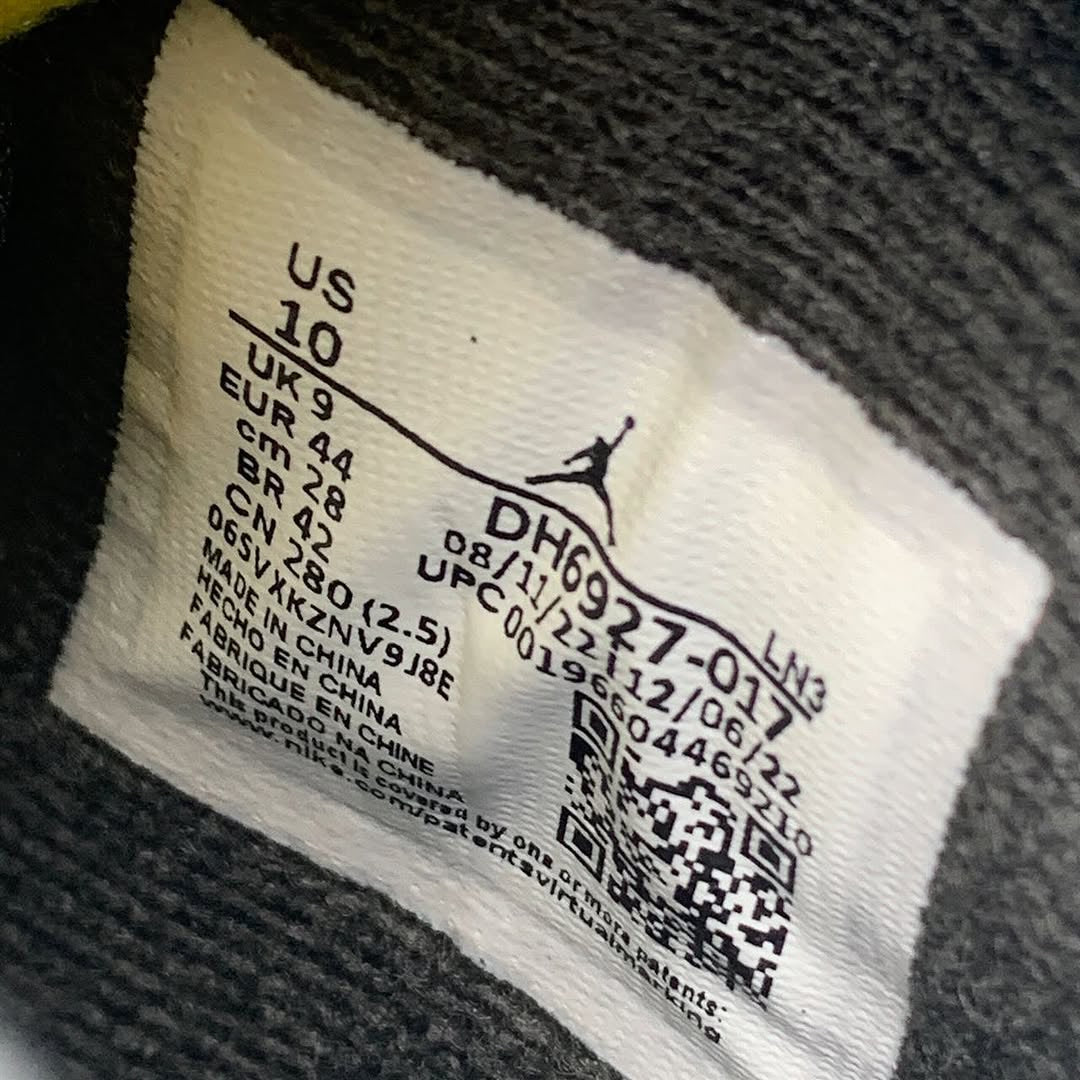 US
10
UK 9
EUR 44
cm 28
BR 42
CN 280 (2.5)
06SVXKZNV9J8E
MADE IN CHINA
HECHO EN CHINA
FABRIQUE EN CHINE
FABRICADO NA CHINA
This product is covered by one or more patents:
www.nike.com/patentsvirtualmarking
LN3
DH6927-017
08/11/22 12/06/22
UPC 00196604469210